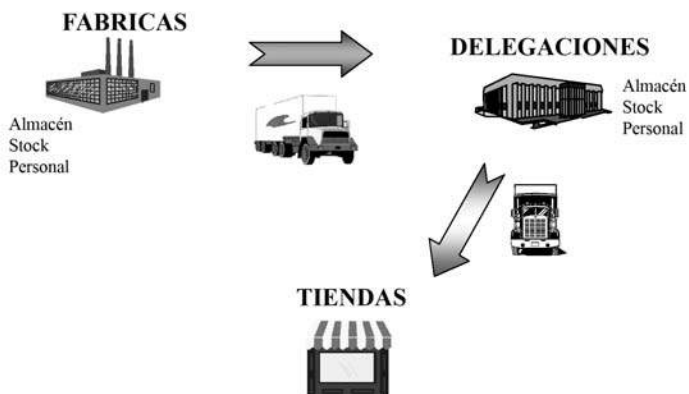 FABRICAS
Almacén
Stock
Personal
DELEGACIONES
Almacén
Stock
Personal
TIENDAS